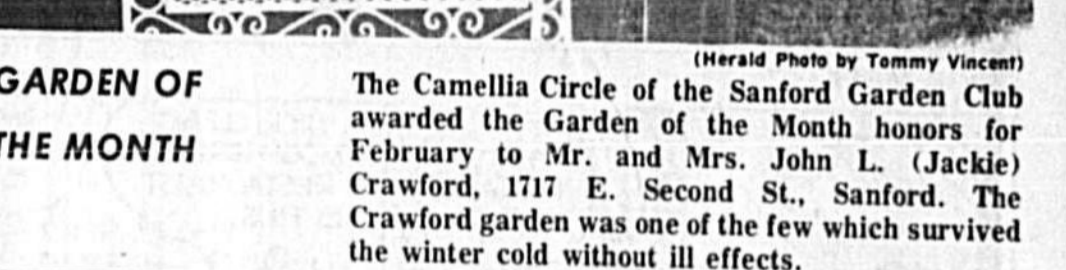 (Herald Photo by Tommy Vincent)
GARDEN OF
THE MONTH
The Camellia Circle of the Sanford Garden Club
awarded the Garden of the Month honors for
February to Mr. and Mrs. John L. (Jackie)
Crawford, 1717 E. Second St., Sanford. The
Crawford garden was one of the few which survived
the winter cold without ill effects.